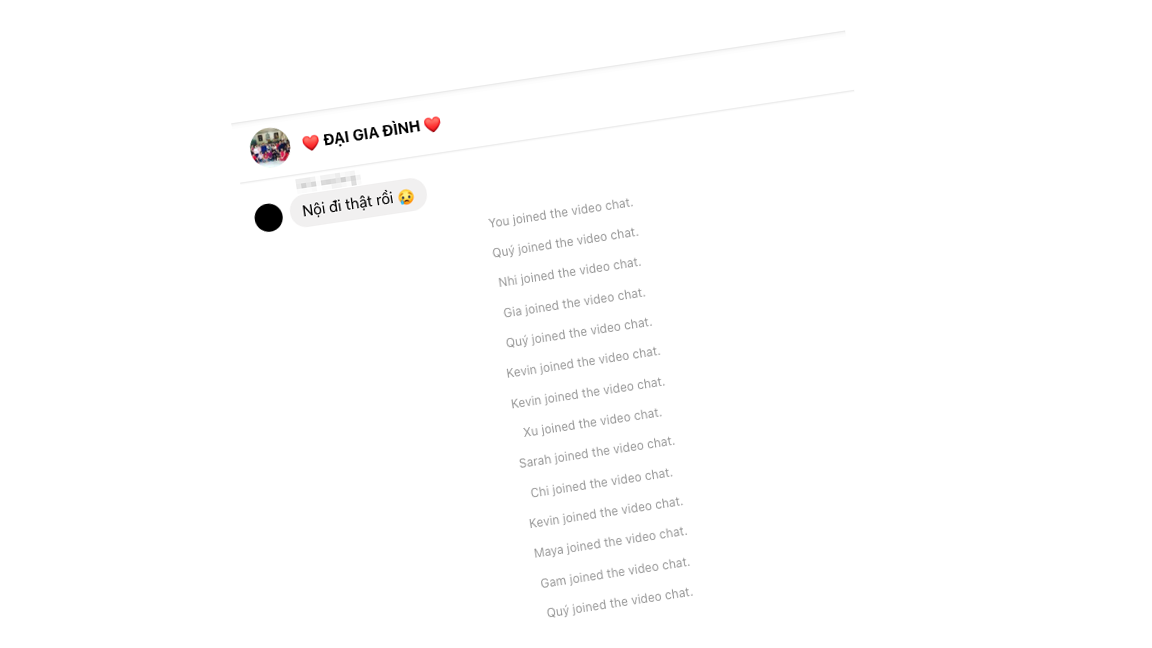 ❤️ ĐẠI GIA ĐÌNH ❤️
Nội đi thật rồi 😥
You joined the video chat.
Quý joined the video chat.
Nhi joined the video chat.
Gia joined the video chat.
Quý joined the video chat.
Kevin joined the video chat.
Kevin joined the video chat.
Xu joined the video chat.
Sarah joined the video chat.
Chi joined the video chat.
Kevin joined the video chat.
Maya joined the video chat.
Gam joined the video chat.
Quý joined the video chat.